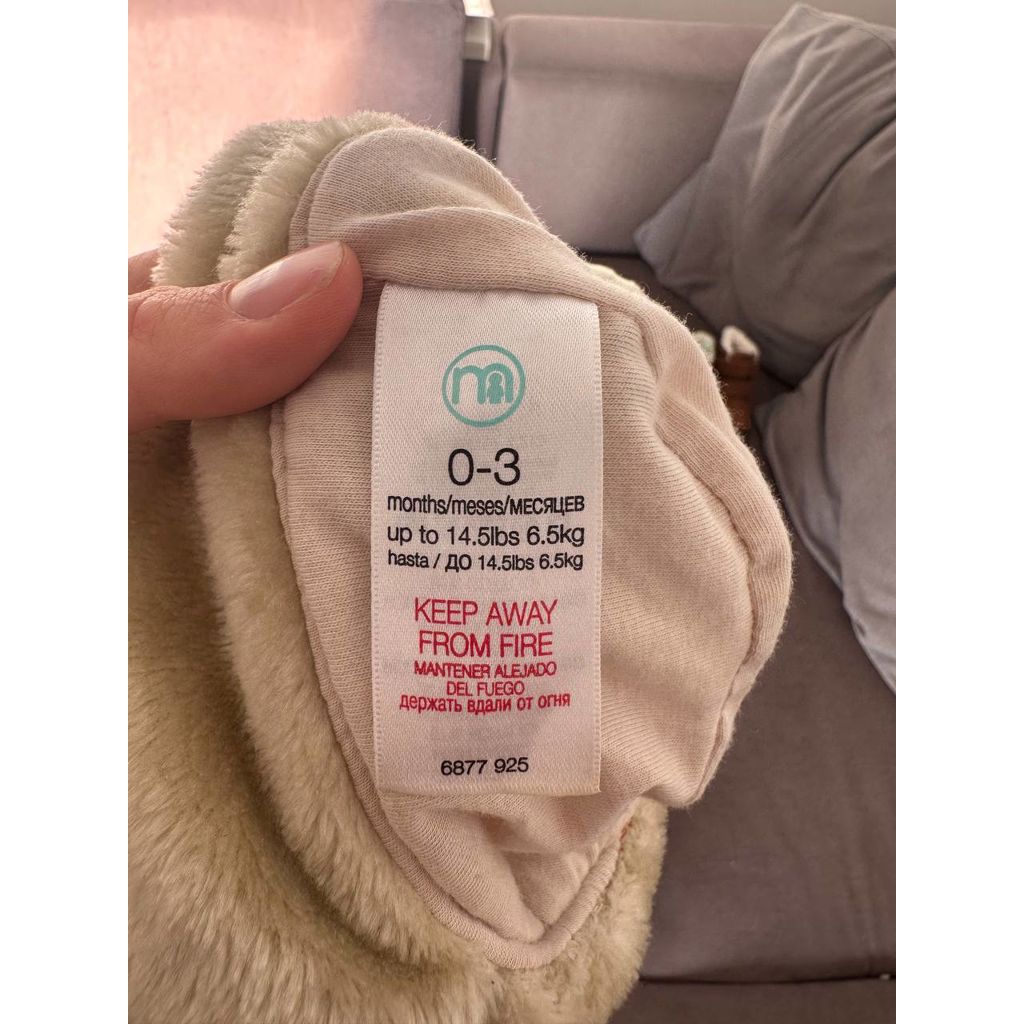 m
0-3
months/meses/МЕСЯЦЕВ
up to 14.5lbs 6.5kg
hasta / ДО 14.5lbs 6.5kg
KEEP AWAY
FROM FIRE
MANTENER ALEJADO
DEL FUEGO
держать вдали от огня
6877 925